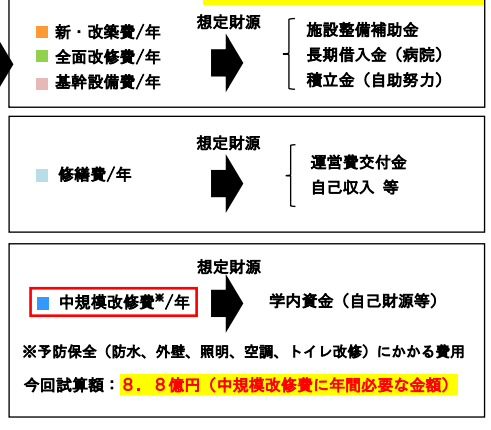 想定財源
新・改築費/年
全面改修費/年
基幹設備費/年
施設整備補助金
長期借入金（病院）
積立金（自助努力）
想定財源
修繕費/年
運営費交付金
自己収入 等
想定財源
中規模改修費※/年
学内資金（自己財源等）
※予防保全（防水、外壁、照明、空調、トイレ改修）にかかる費用
今回試算額：８．８億円（中規模改修費に年間必要な金額）